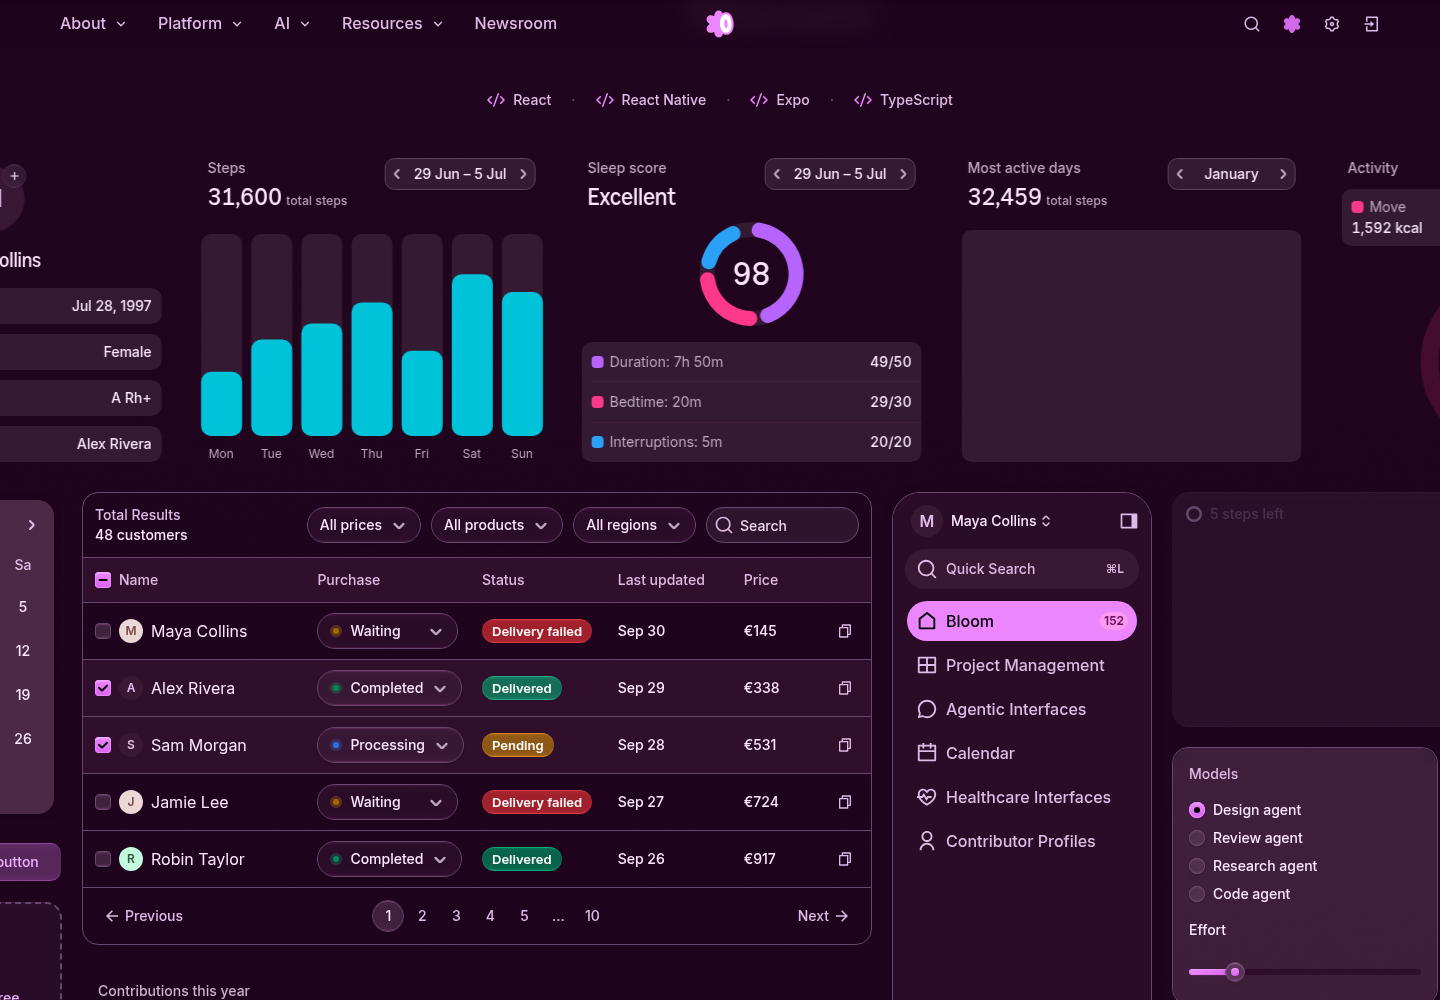 About
Platform
AI
Resources
Newsroom
React · React Native · Expo · TypeScript
ollins
Jul 28, 1997
Female
A Rh+
Alex Rivera
Steps
31,600 total steps
29 Jun – 5 Jul
Mon Tue Wed Thu Fri Sat Sun
Sleep score
Excellent
29 Jun – 5 Jul
98
Duration: 7h 50m 49/50
Bedtime: 20m 29/30
Interruptions: 5m 20/20
Most active days
32,459 total steps
January
Activity
Move
1,592 kcal
Sa
5
12
19
26
button
ree
Total Results
48 customers
All prices
All products
All regions
Search
Name Purchase Status Last updated Price
M Maya Collins Waiting Delivery failed Sep 30 €145
A Alex Rivera Completed Delivered Sep 29 €338
S Sam Morgan Processing Pending Sep 28 €531
J Jamie Lee Waiting Delivery failed Sep 27 €724
R Robin Taylor Completed Delivered Sep 26 €917
Previous 1 2 3 4 5 ... 10 Next
Contributions this year
M Maya Collins
Quick Search ⌘L
Bloom 152
Project Management
Agentic Interfaces
Calendar
Healthcare Interfaces
Contributor Profiles
5 steps left
Models
Design agent
Review agent
Research agent
Code agent
Effort